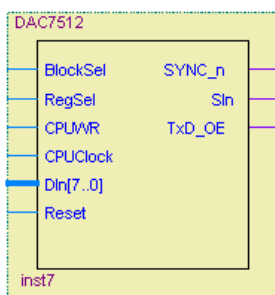 DAC7512
BlockSel SYNC_n
RegSel SIn
CPUWR TxD_OE
CPUClock
DIn[7..0]
Reset
inst7